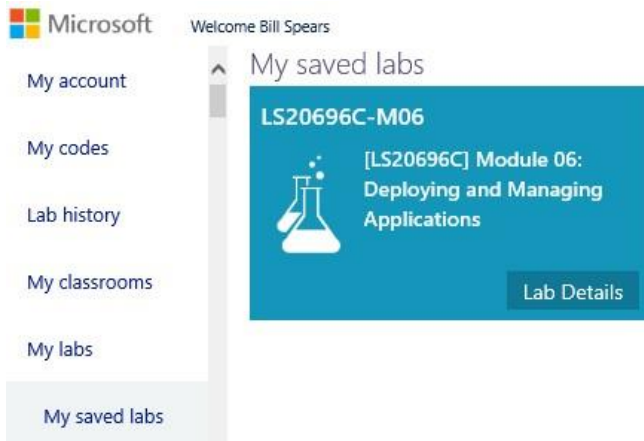 Microsoft Welcome Bill Spears
My account
My codes
Lab history
My classrooms
My labs
My saved labs
My saved labs
LS20696C-M06
[LS20696C] Module 06:
Deploying and Managing
Applications
Lab Details